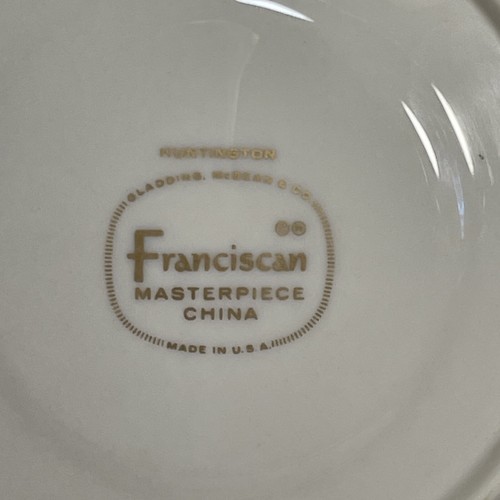 HUNTINGTON
GLADDING, McBEAN & CO.
® ®
Franciscan
MASTERPIECE
CHINA
MADE IN U.S.A.